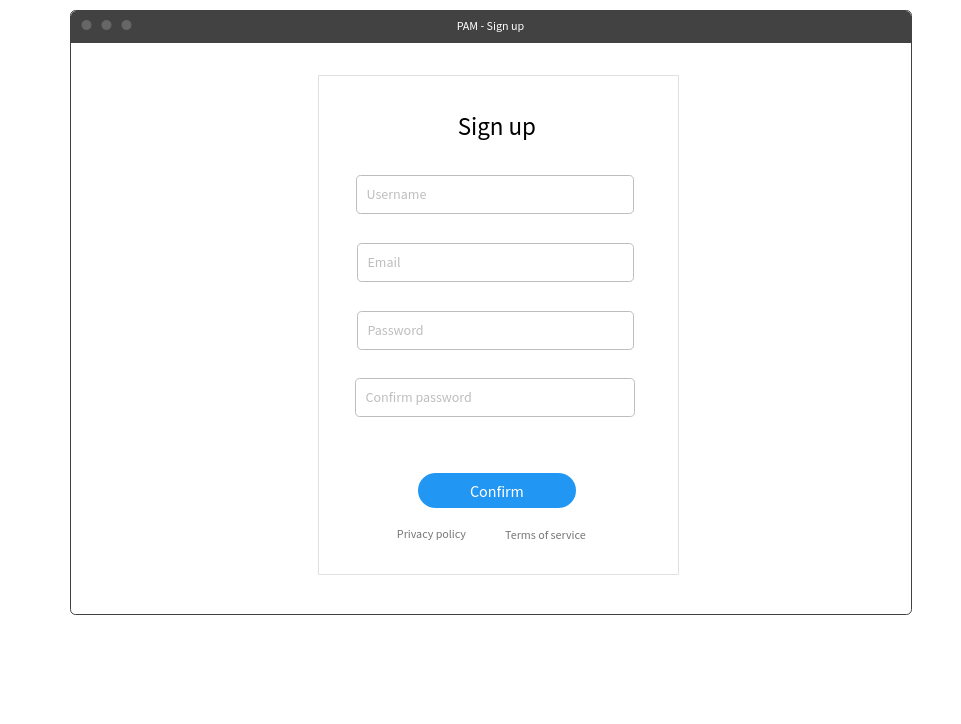 PAM - Sign up
Sign up
Username
Email
Password
Confirm password
Confirm
Privacy policy
Terms of service